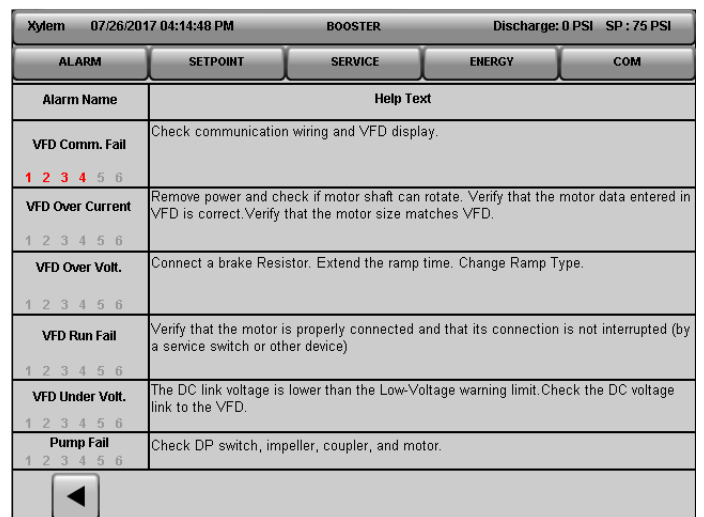 Xylem 07/26/2017 04:14:48 PM BOOSTER Discharge: 0 PSI SP : 75 PSI
ALARM SETPOINT SERVICE ENERGY COM
Alarm Name Help Text
VFD Comm. Fail
1 2 3 4 5 6
Check communication wiring and VFD display.
VFD Over Current
1 2 3 4 5 6
Remove power and check if motor shaft can rotate. Verify that the motor data entered in
VFD is correct.Verify that the motor size matches VFD.
VFD Over Volt.
1 2 3 4 5 6
Connect a brake Resistor. Extend the ramp time. Change Ramp Type.
VFD Run Fail
1 2 3 4 5 6
Verify that the motor is properly connected and that its connection is not interrupted (by
a service switch or other device)
VFD Under Volt.
1 2 3 4 5 6
The DC link voltage is lower than the Low-Voltage warning limit.Check the DC voltage
link to the VFD.
Pump Fail
1 2 3 4 5 6
Check DP switch, impeller, coupler, and motor.